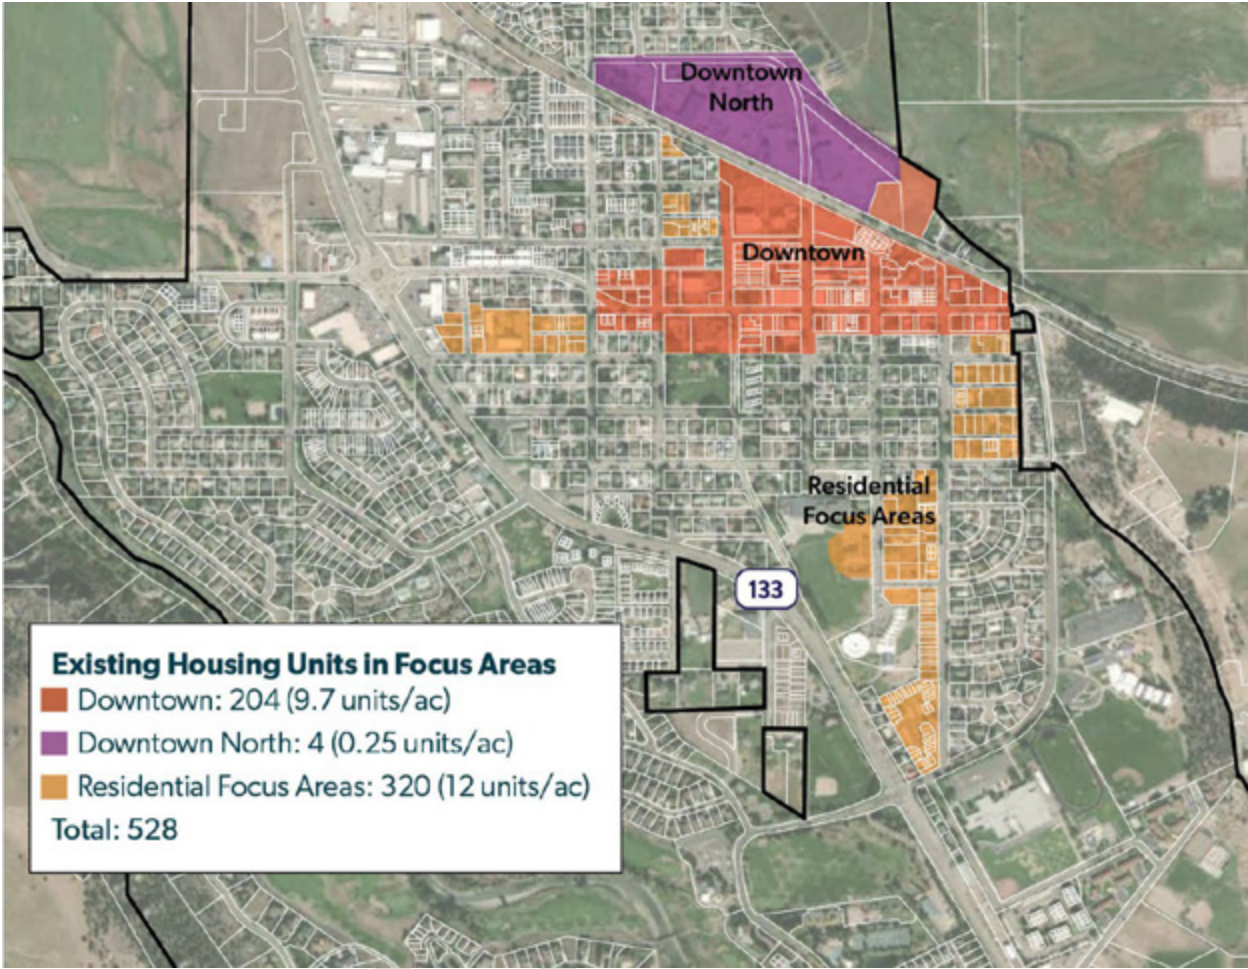 Downtown
North
Downtown
Residential
Focus Areas
133
Existing Housing Units in Focus Areas
Downtown: 204 (9.7 units/ac)
Downtown North: 4 (0.25 units/ac)
Residential Focus Areas: 320 (12 units/ac)
Total: 528